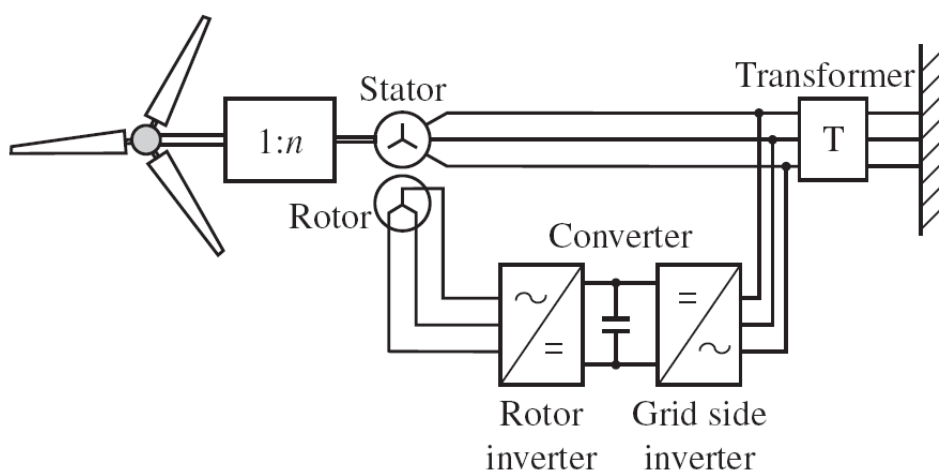 Transformer
Stator
1:n
T
Rotor
Converter
~
=
=
~
Rotor
inverter
Grid side
inverter